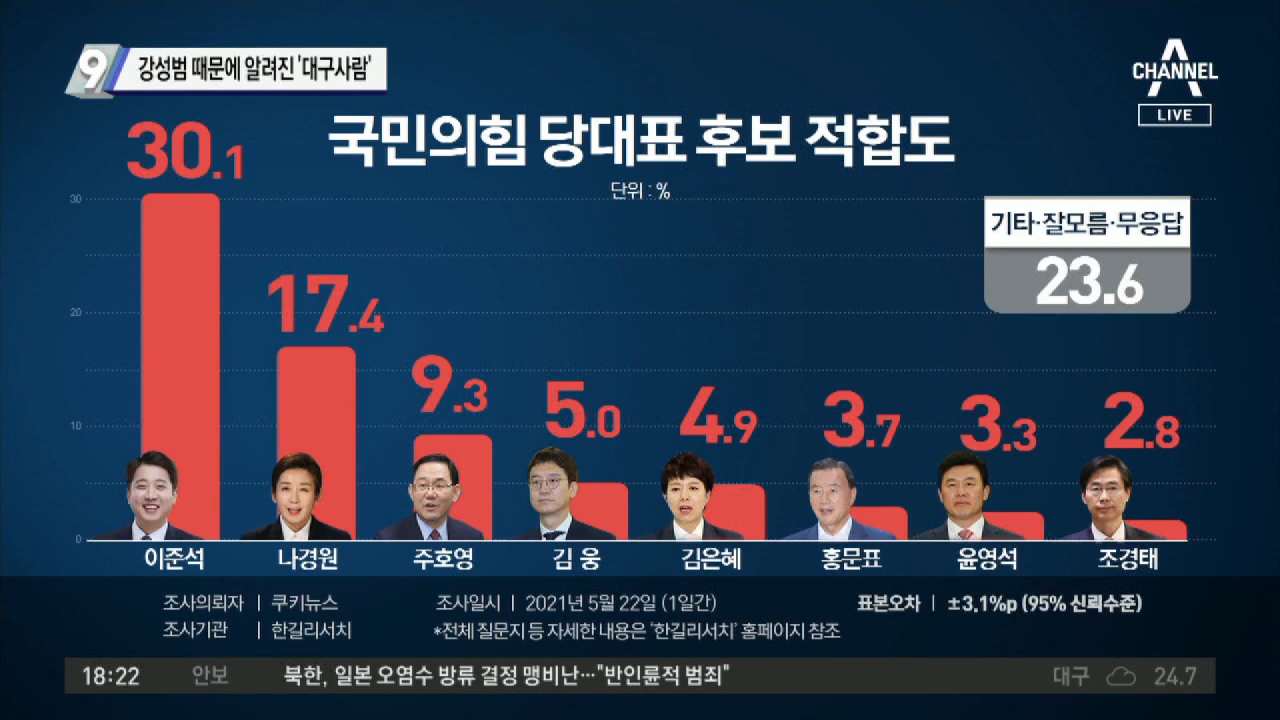 9 강성범 때문에 알려진 '대구사람'
CHANNEL A
LIVE
국민의힘 당대표 후보 적합도
단위 : %
기타·잘모름·무응답
23.6
30
20
10
0
30.1
17.4
9.3
5.0
4.9
3.7
3.3
2.8
이준석 나경원 주호영 김 웅 김은혜 홍문표 윤영석 조경태
조사의뢰자 | 쿠키뉴스 조사일시 | 2021년 5월 22일 (1일간) 표본오차 | ±3.1%p (95% 신뢰수준)
조사기관 | 한길리서치 *전체 질문지 등 자세한 내용은 '한길리서치' 홈페이지 참조
18:22 안보 북한, 일본 오염수 방류 결정 맹비난…"반인륜적 범죄" 대구 24.7